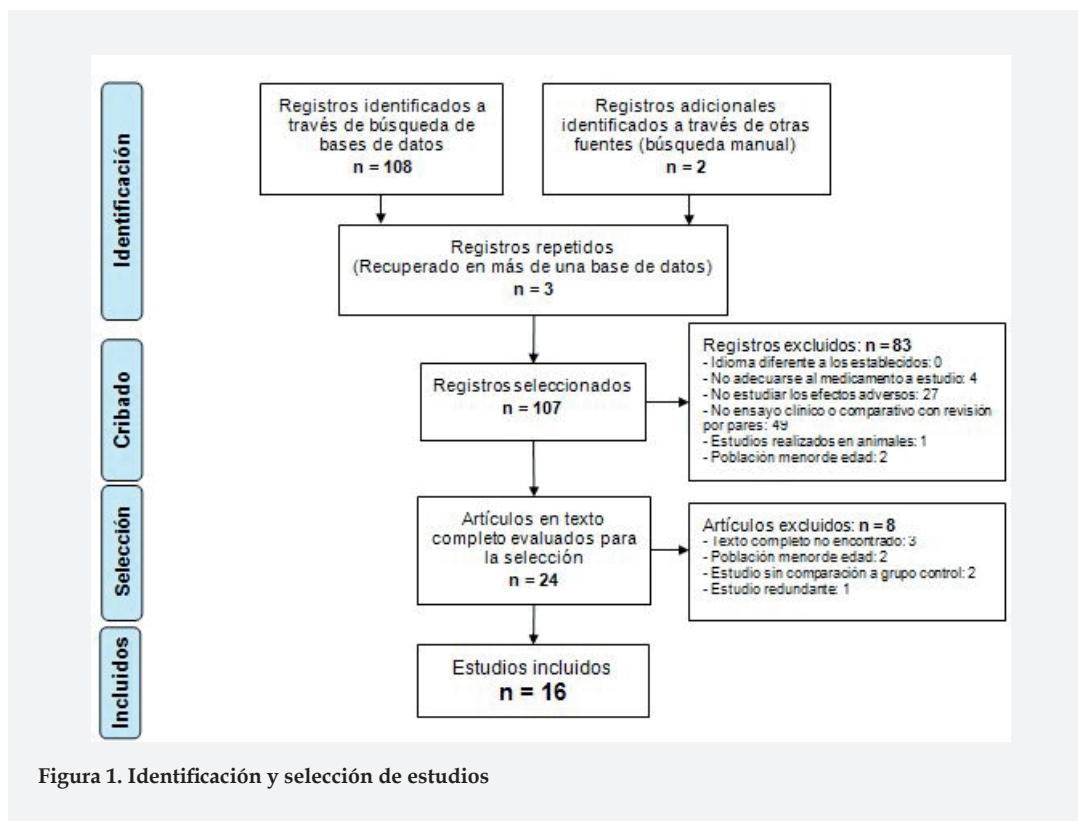 Identificación
Registros identificados a
través de búsqueda de
bases de datos
n = 108
Registros adicionales
identificados a través de otras
fuentes (búsqueda manual)
n = 2
Registros repetidos
(Recuperado en más de una base de datos)
n = 3
Cribado
Registros seleccionados
n = 107
Registros excluidos: n = 83
- Idioma diferente a los establecidos: 0
- No adecuarse al medicamento a estudio: 4
- No estudiar los efectos adversos: 27
- No ensayo clínico o comparativo con revisión
por pares: 49
- Estudios realizados en animales: 1
- Población menor de edad: 2
Selección
Artículos en texto
completo evaluados para
la selección
n = 24
Artículos excluidos: n = 8
- Texto completo no encontrado: 3
- Población menor de edad: 2
- Estudio sin comparación a grupo control: 2
- Estudio redundante: 1
Incluidos
Estudios incluidos
n = 16
Figura 1. Identificación y selección de estudios